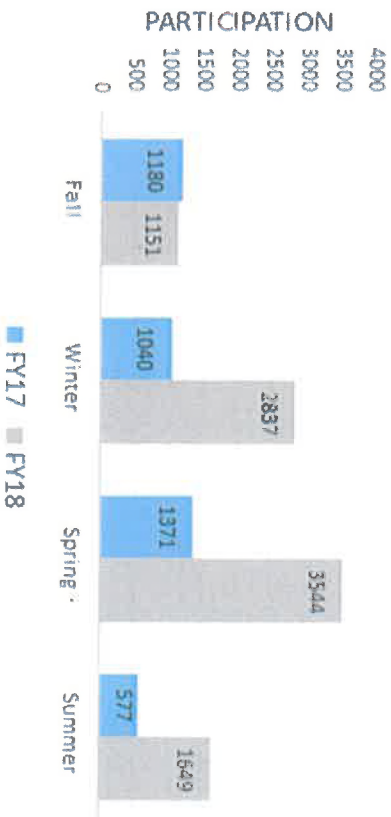 PARTICIPATION
4000
3500
3000
2500
2000
1500
1000
500
0
1180
1151
1040
2837
1371
3544
577
1649
Fall
Winter
Spring
Summer
FY17
FY18